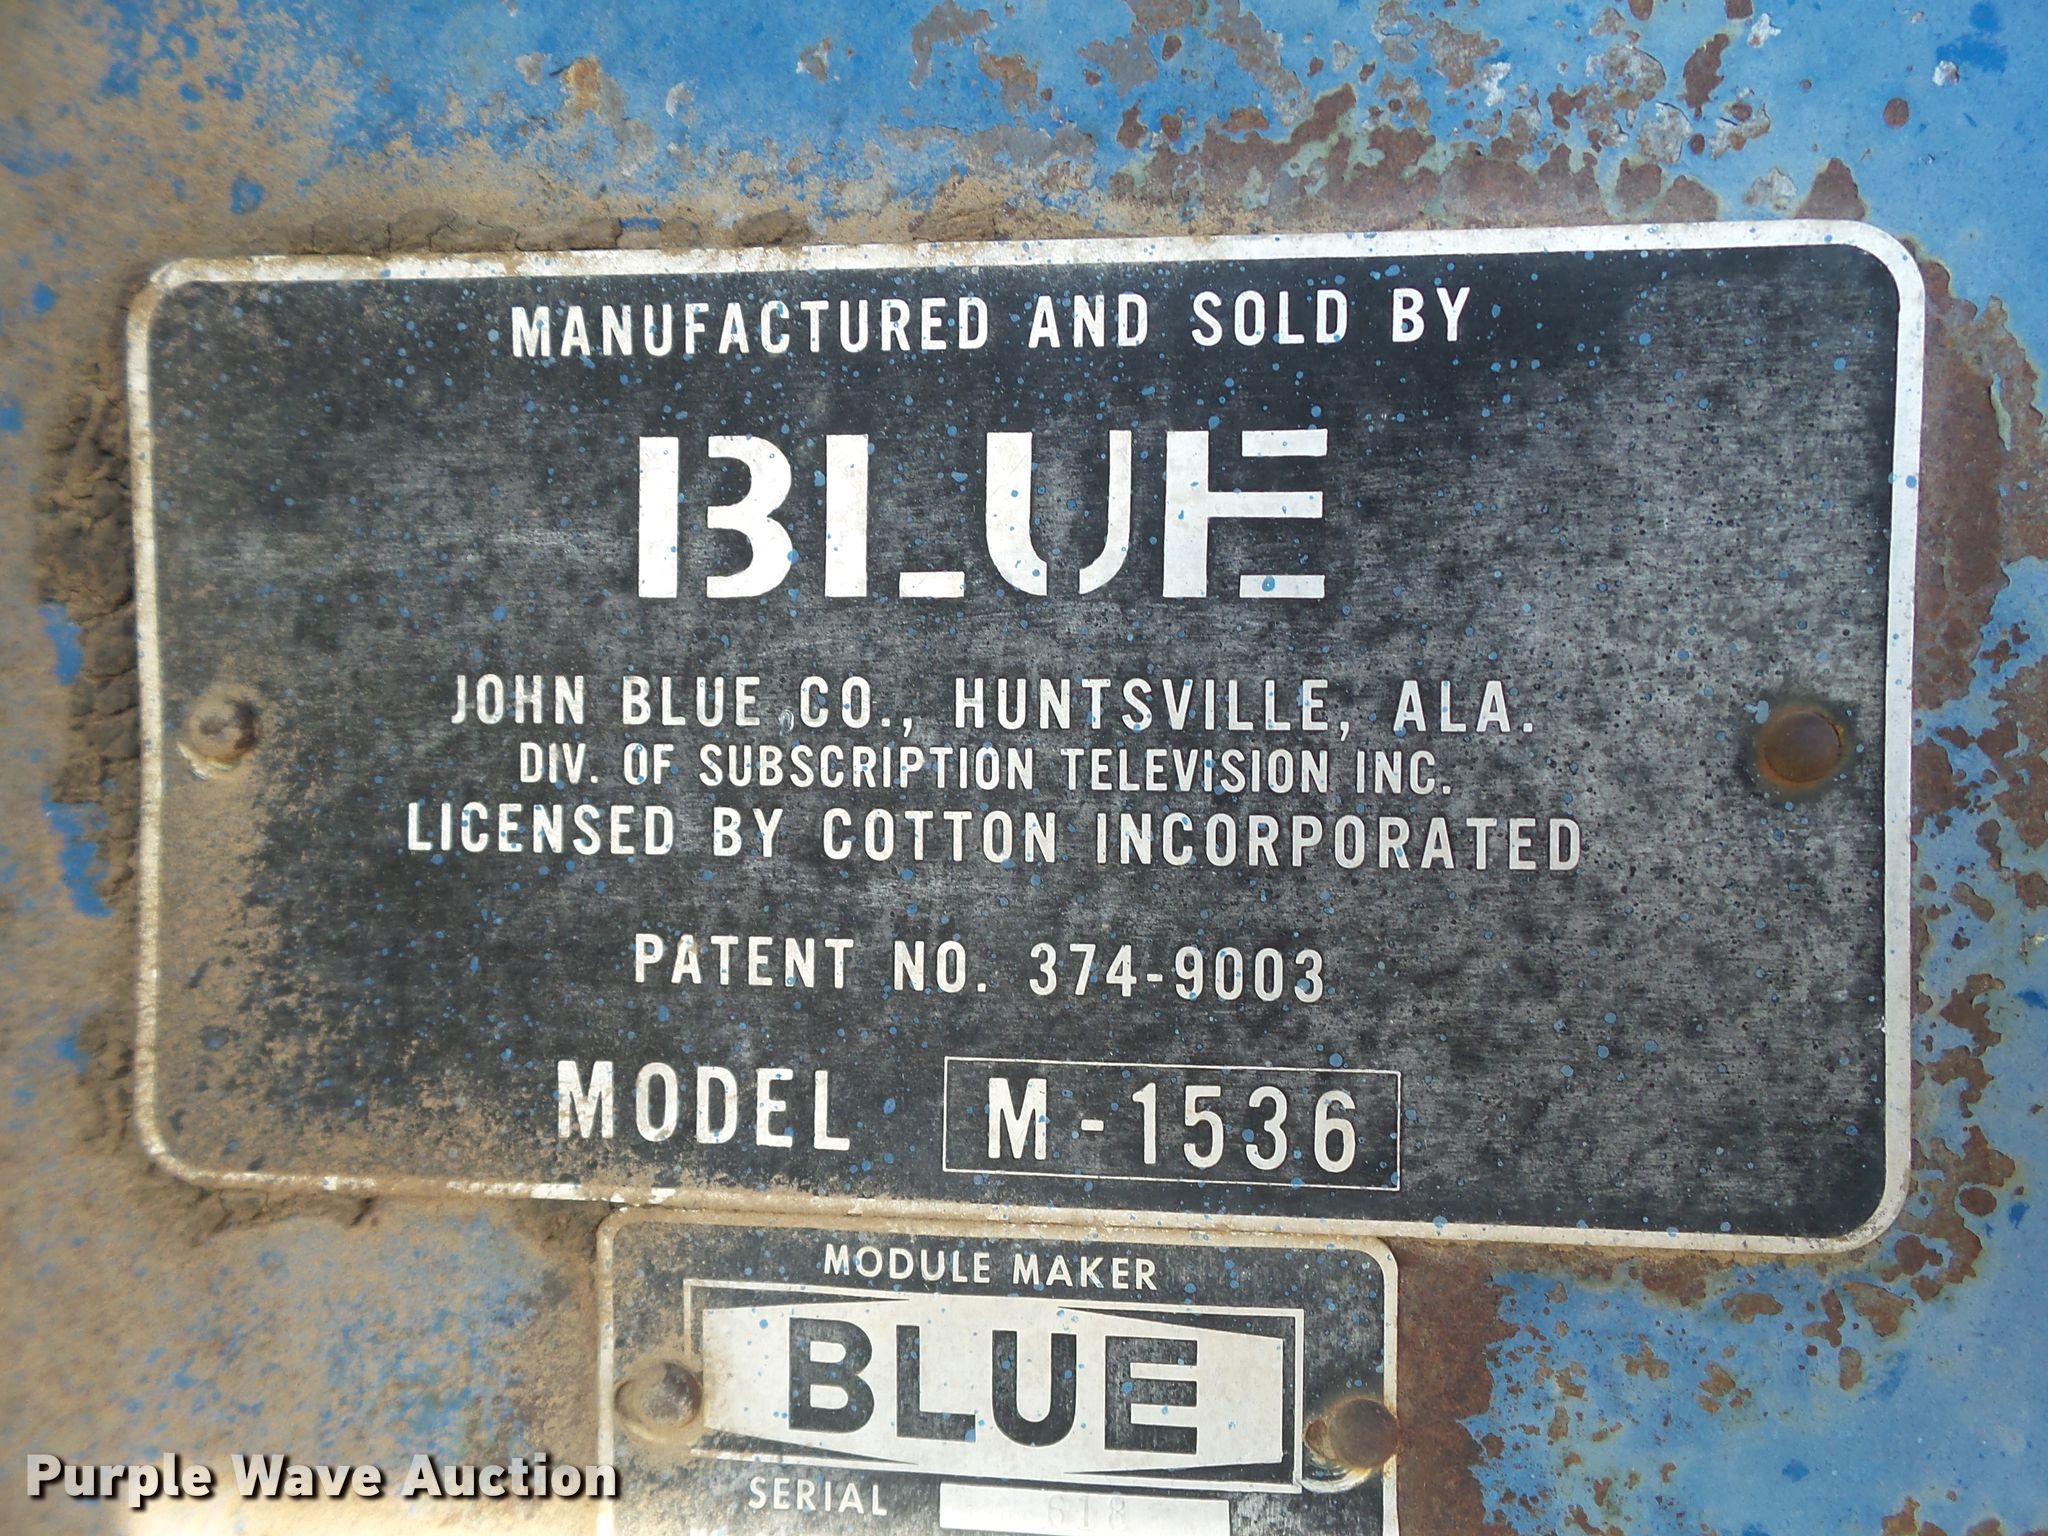 MANUFACTURED AND SOLD BY
BLUE
JOHN BLUE CO., HUNTSVILLE, ALA.
DIV. OF SUBSCRIPTION TELEVISION INC.
LICENSED BY COTTON INCORPORATED
PATENT NO. 374-9003
MODEL M-1536
MODULE MAKER
BLUE
SERIAL 618
Purple Wave Auction